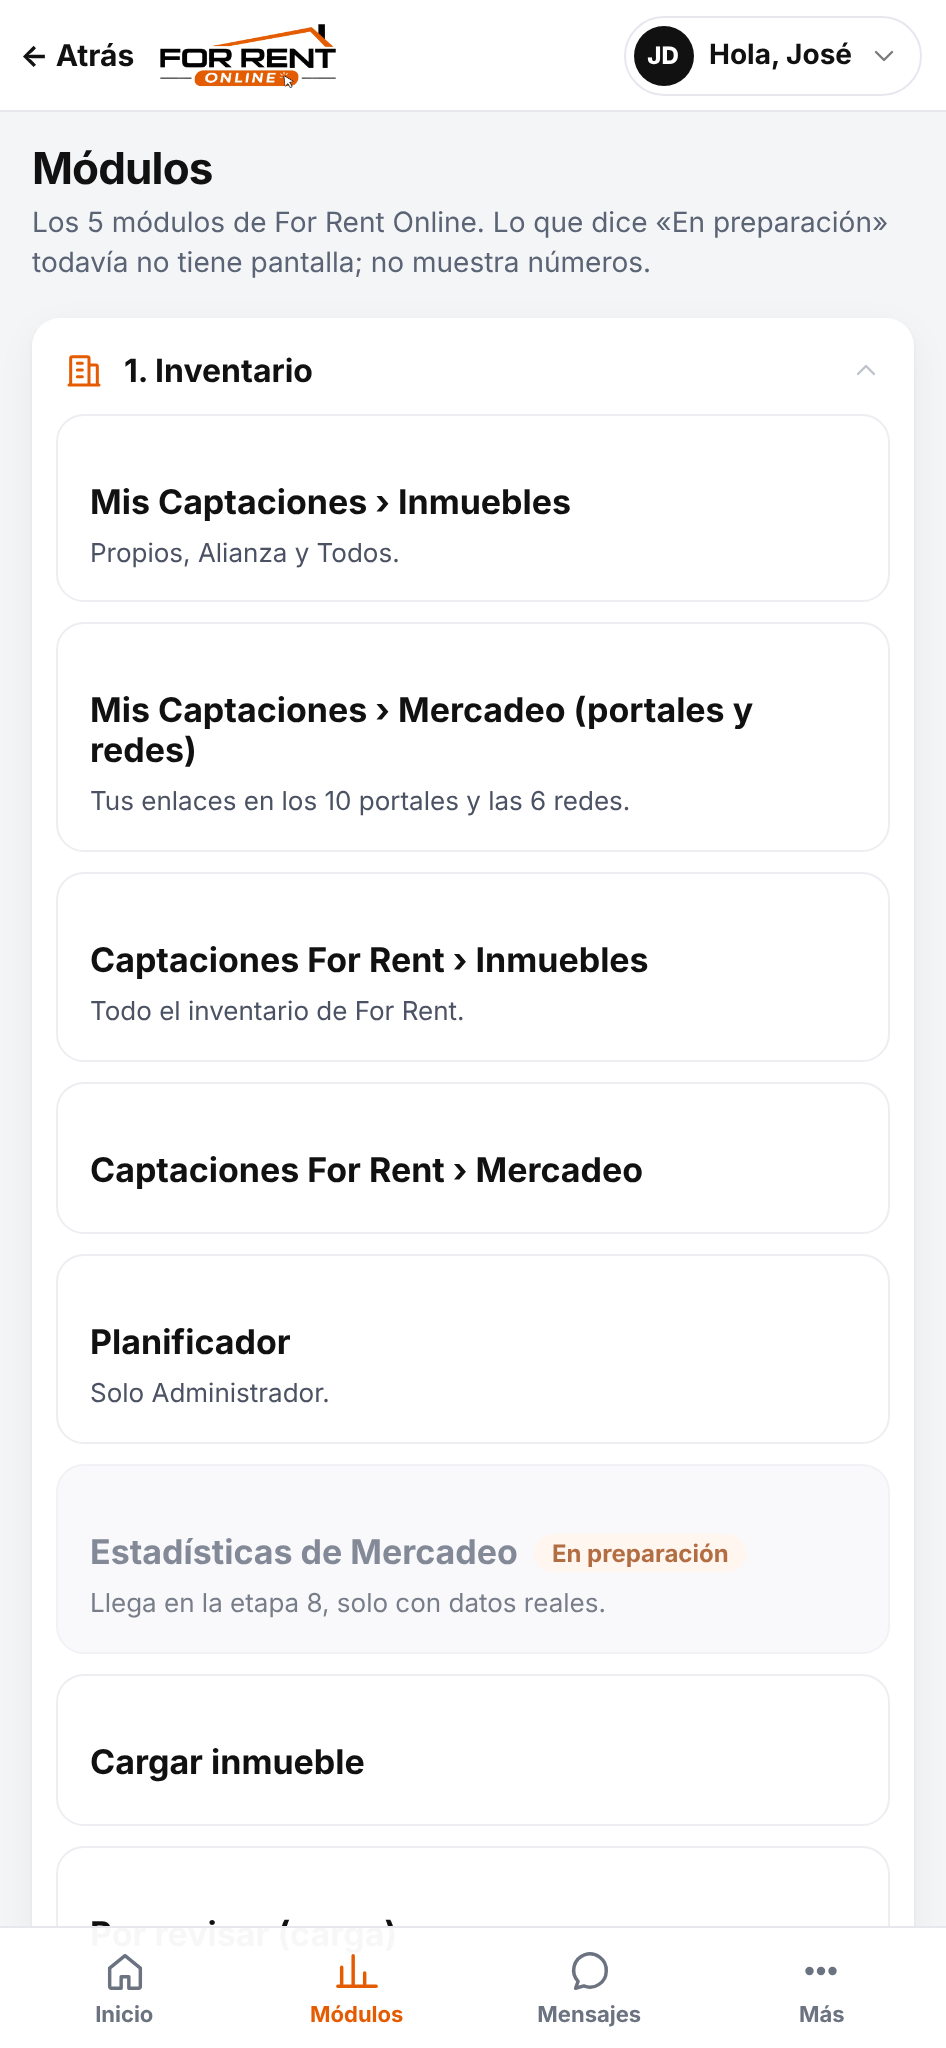 ← Atrás
FOR RENT
ONLINE
JD
Hola, José
Módulos
Los 5 módulos de For Rent Online. Lo que dice «En preparación»
todavía no tiene pantalla; no muestra números.
1. Inventario
Mis Captaciones › Inmuebles
Propios, Alianza y Todos.
Mis Captaciones › Mercadeo (portales y
redes)
Tus enlaces en los 10 portales y las 6 redes.
Captaciones For Rent › Inmuebles
Todo el inventario de For Rent.
Captaciones For Rent › Mercadeo
Planificador
Solo Administrador.
Estadísticas de Mercadeo En preparación
Llega en la etapa 8, solo con datos reales.
Cargar inmueble
Por revisar (carga)
Inicio
Módulos
Mensajes
Más